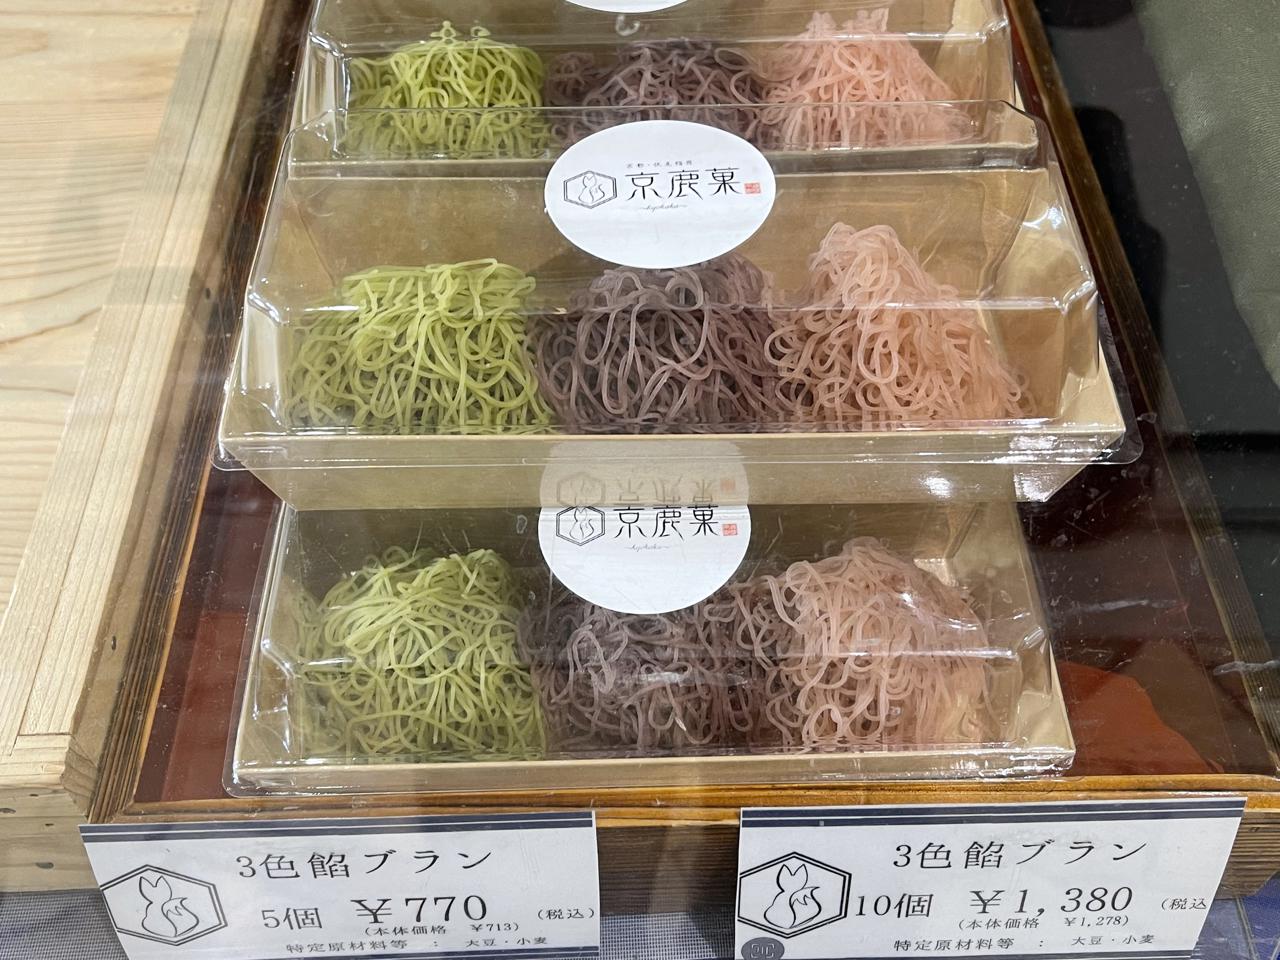 京都・伏見稲荷
京鹿菓
京鹿菓
3色餡ブラン
5個 ¥770 (税込)
(本体価格 ¥713)
特定原材料等 : 大豆・小麦
3色餡ブラン
10個 ¥1,380 (税込
(本体価格 ¥1,278)
特定原材料等 : 大豆・小麦